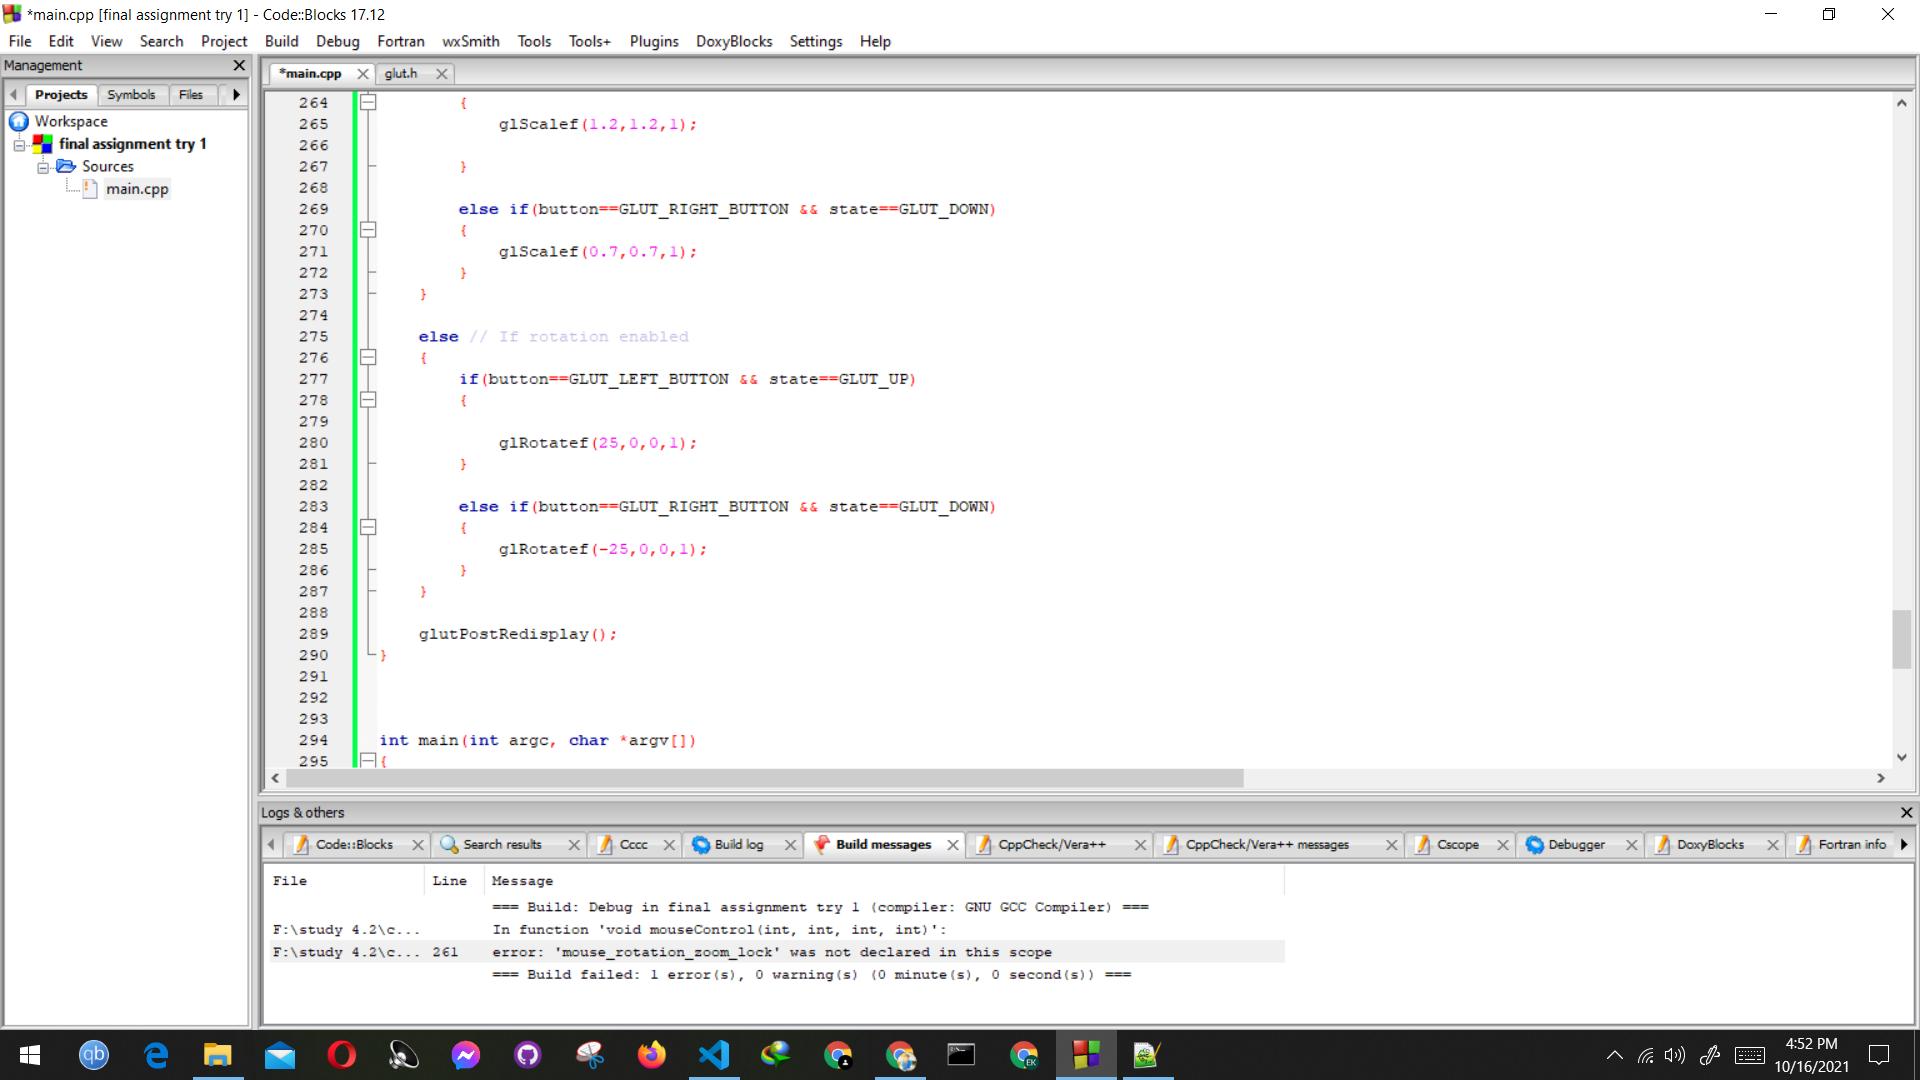 *main.cpp [final assignment try 1] - Code::Blocks 17.12
File Edit View Search Project Build Debug Fortran wxSmith Tools Tools+ Plugins DoxyBlocks Settings Help
Management
Projects Symbols Files
Workspace
final assignment try 1
Sources
main.cpp
*main.cpp glut.h
264 {
265 glScalef(1.2,1.2,1);
266
267 }
268
269 else if(button==GLUT_RIGHT_BUTTON && state==GLUT_DOWN)
270 {
271 glScalef(0.7,0.7,1);
272 }
273 }
274
275 else // If rotation enabled
276 {
277 if(button==GLUT_LEFT_BUTTON && state==GLUT_UP)
278 {
279
280 glRotatef(25,0,0,1);
281 }
282
283 else if(button==GLUT_RIGHT_BUTTON && state==GLUT_DOWN)
284 {
285 glRotatef(-25,0,0,1);
286 }
287 }
288
289 glutPostRedisplay();
290 }
291
292
293
294 int main(int argc, char *argv[])
295 {
Logs & others
Code::Blocks Search results Cccc Build log Build messages CppCheck/Vera++ CppCheck/Vera++ messages Cscope Debugger DoxyBlocks Fortran info
File Line Message
=== Build: Debug in final assignment try 1 (compiler: GNU GCC Compiler) ===
F:\study 4.2\c... In function 'void mouseControl(int, int, int, int)':
F:\study 4.2\c... 261 error: 'mouse_rotation_zoom_lock' was not declared in this scope
=== Build failed: 1 error(s), 0 warning(s) (0 minute(s), 0 second(s)) ===
qb
EK
4:52 PM
10/16/2021